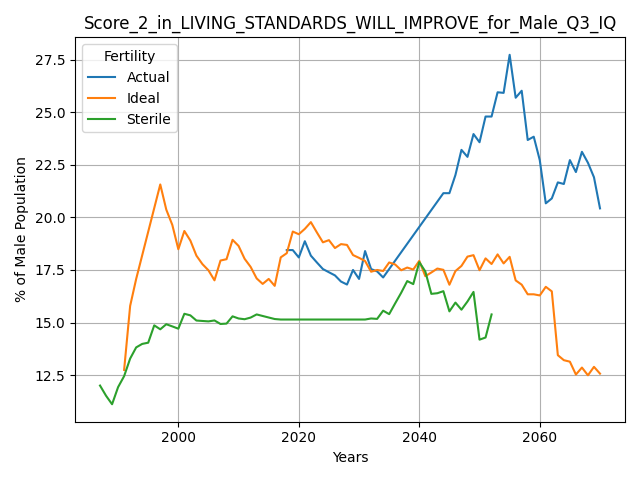 Score_2_in_LIVING_STANDARDS_WILL_IMPROVE_for_Male_Q3_IQ
Fertility
Actual
Ideal
Sterile
% of Male Population
27.5
25.0
22.5
20.0
17.5
15.0
12.5
2000
2020
2040
2060
Years